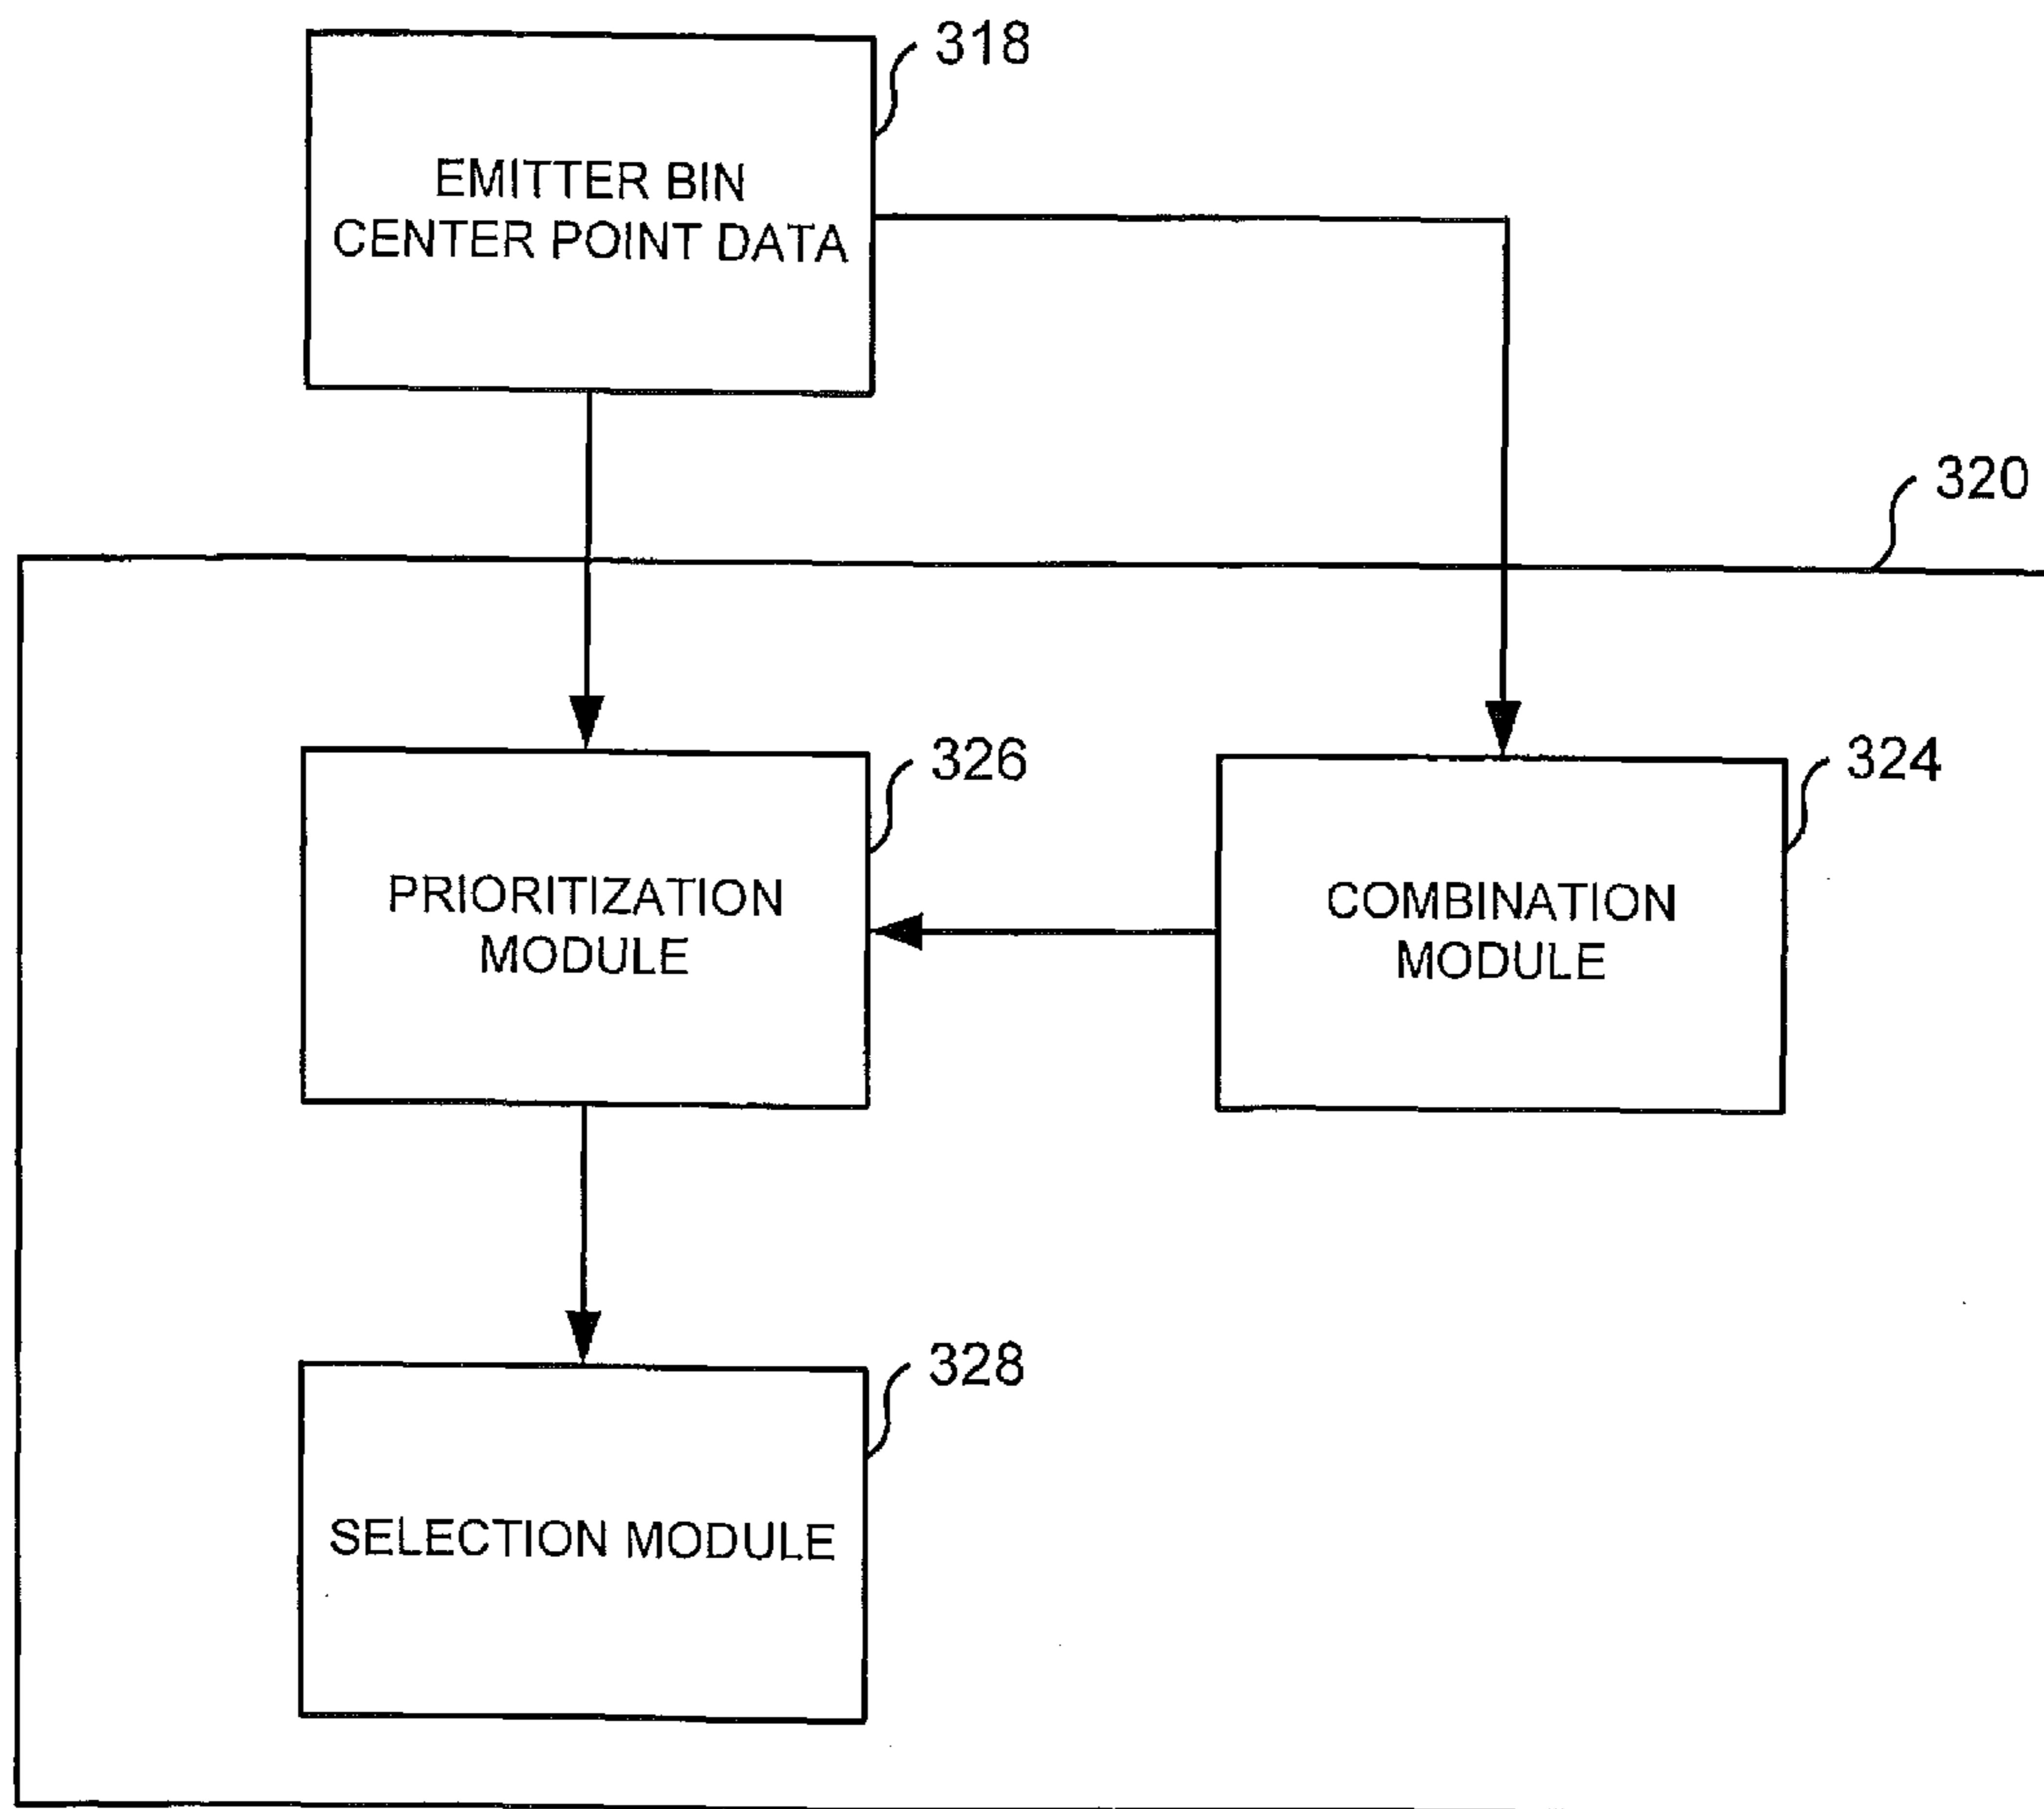 318
EMITTER BIN
CENTER POINT DATA
320
326
324
PRIORITIZATION
MODULE
COMBINATION
MODULE
328
SELECTION MODULE